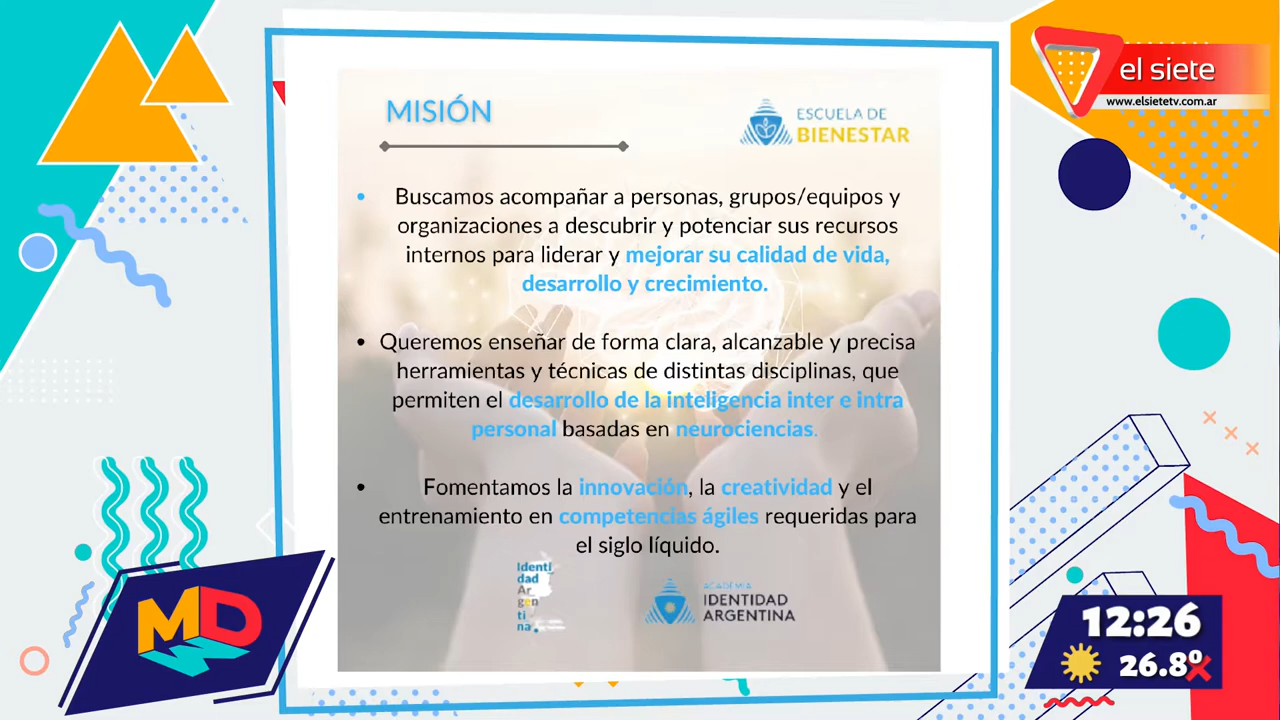 el siete
www.elsietetv.com.ar
MISIÓN
ESCUELA DE
BIENESTAR
• Buscamos acompañar a personas, grupos/equipos y
organizaciones a descubrir y potenciar sus recursos
internos para liderar y mejorar su calidad de vida,
desarrollo y crecimiento.
• Queremos enseñar de forma clara, alcanzable y precisa
herramientas y técnicas de distintas disciplinas, que
permiten el desarrollo de la inteligencia inter e intra
personal basadas en neurociencias.
• Fomentamos la innovación, la creatividad y el
entrenamiento en competencias ágiles requeridas para
el siglo líquido.
Identi
dad
Ar
gen
ti
na.
ACADEMIA
IDENTIDAD
ARGENTINA
MD
12:26
26.8º